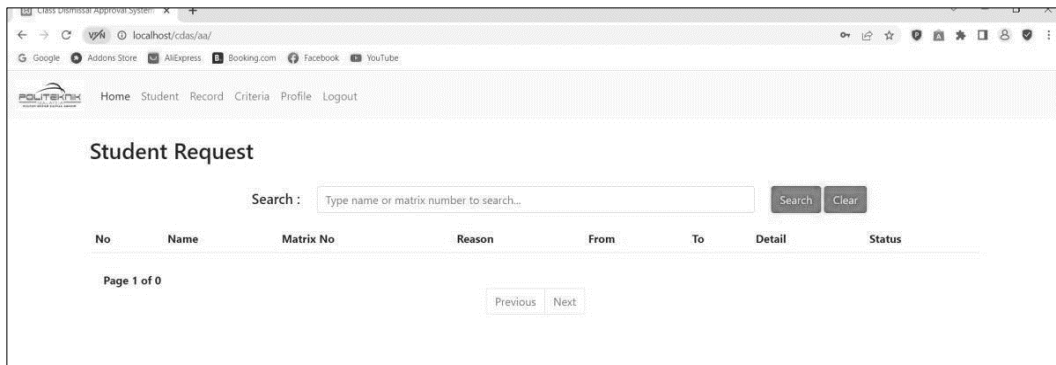 Class Dismissal Approval System
VPN localhost/cdas/aa/
Google Addons Store AliExpress Booking.com Facebook YouTube
POLITEKNIK Home Student Record Criteria Profile Logout
Student Request
Search : Type name or matrix number to search... Search Clear
No Name Matrix No Reason From To Detail Status
Page 1 of 0
Previous Next